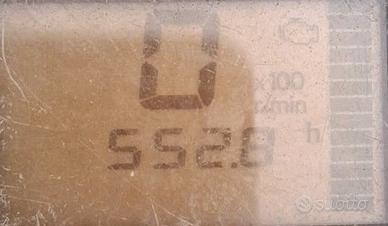 0
x100
r/min
552.8 h
subito